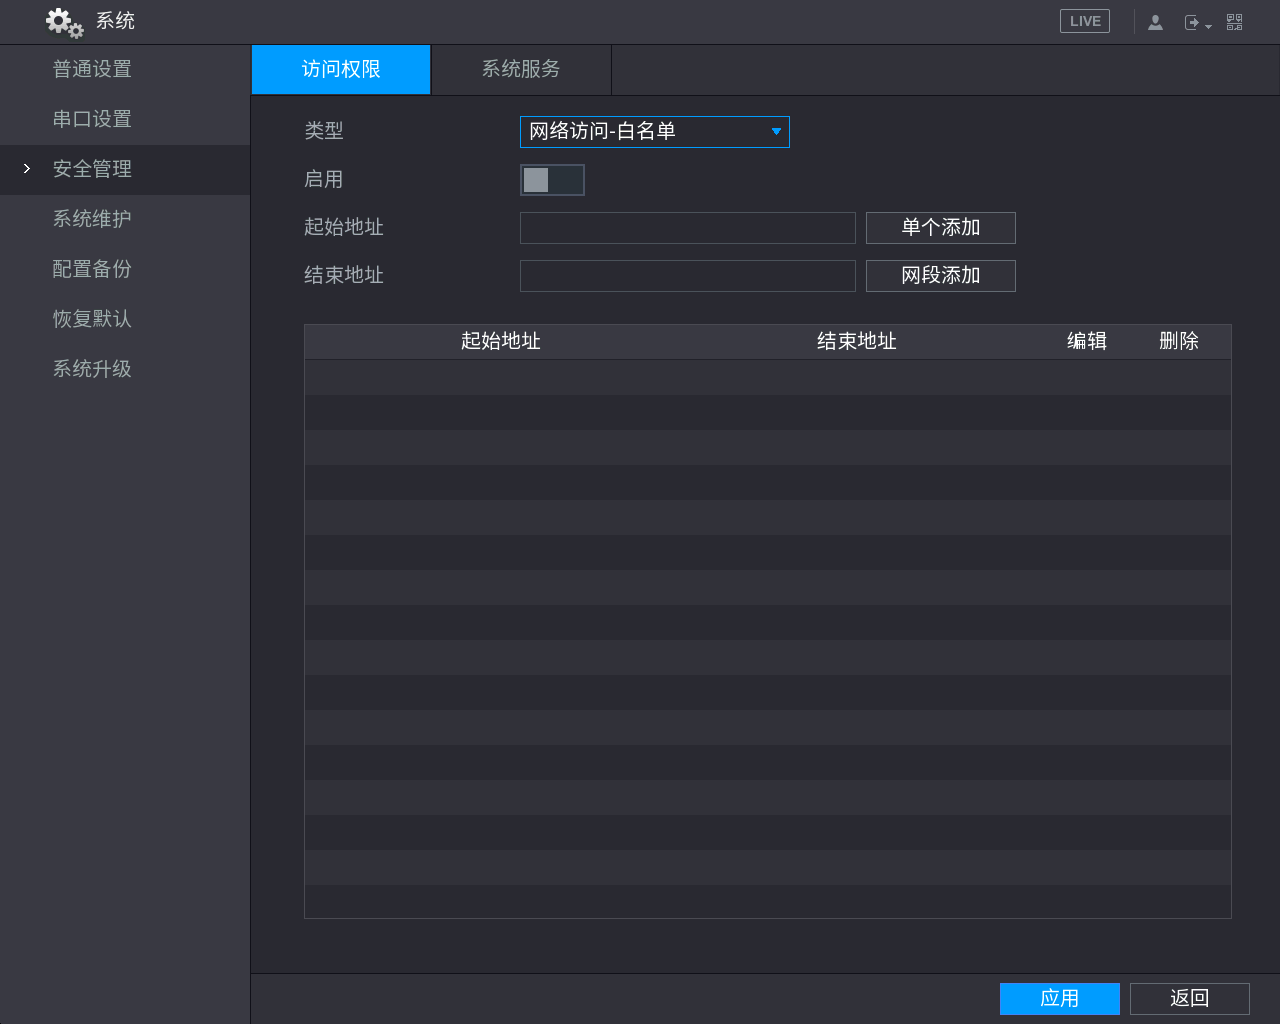 系统
LIVE
普通设置
串口设置
安全管理
系统维护
配置备份
恢复默认
系统升级
访问权限 系统服务
类型 网络访问-白名单
启用
起始地址 单个添加
结束地址 网段添加
起始地址 结束地址 编辑 删除
应用 返回